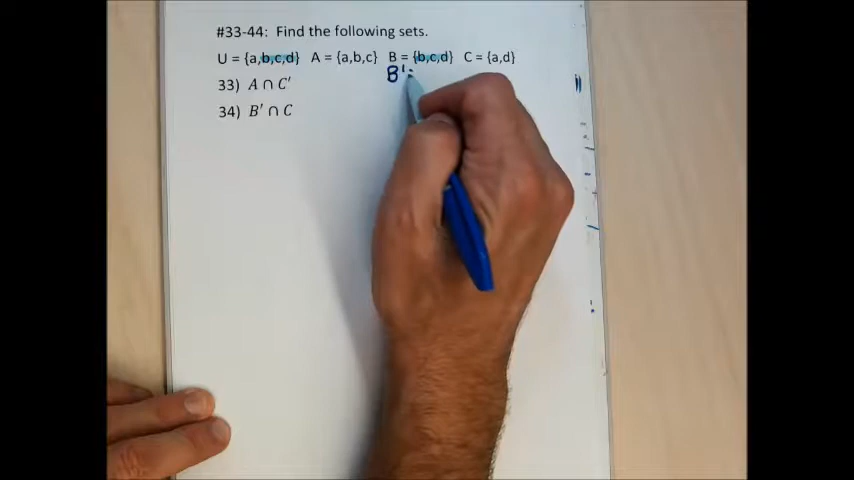 #33-44: Find the following sets.
U = {a,b,c,d} A = {a,b,c} B = {b,c,d} C = {a,d}
B' =
33) A ∩ C'
34) B' ∩ C